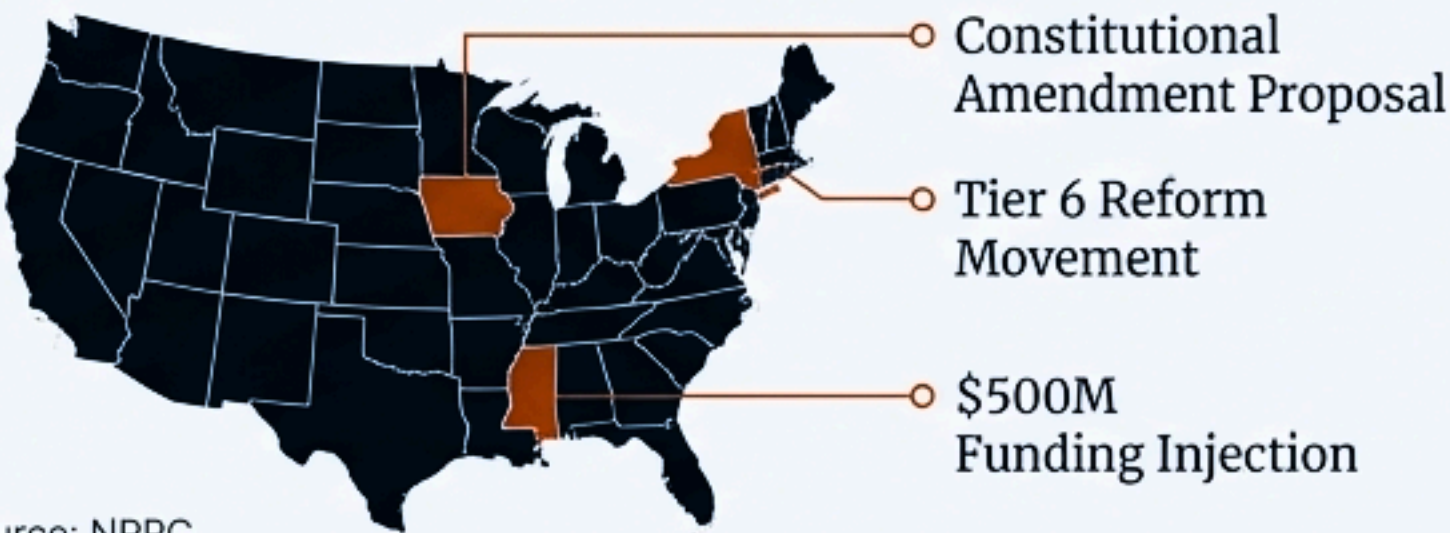 Constitutional
Amendment Proposal
Tier 6 Reform
Movement
$500M
Funding Injection